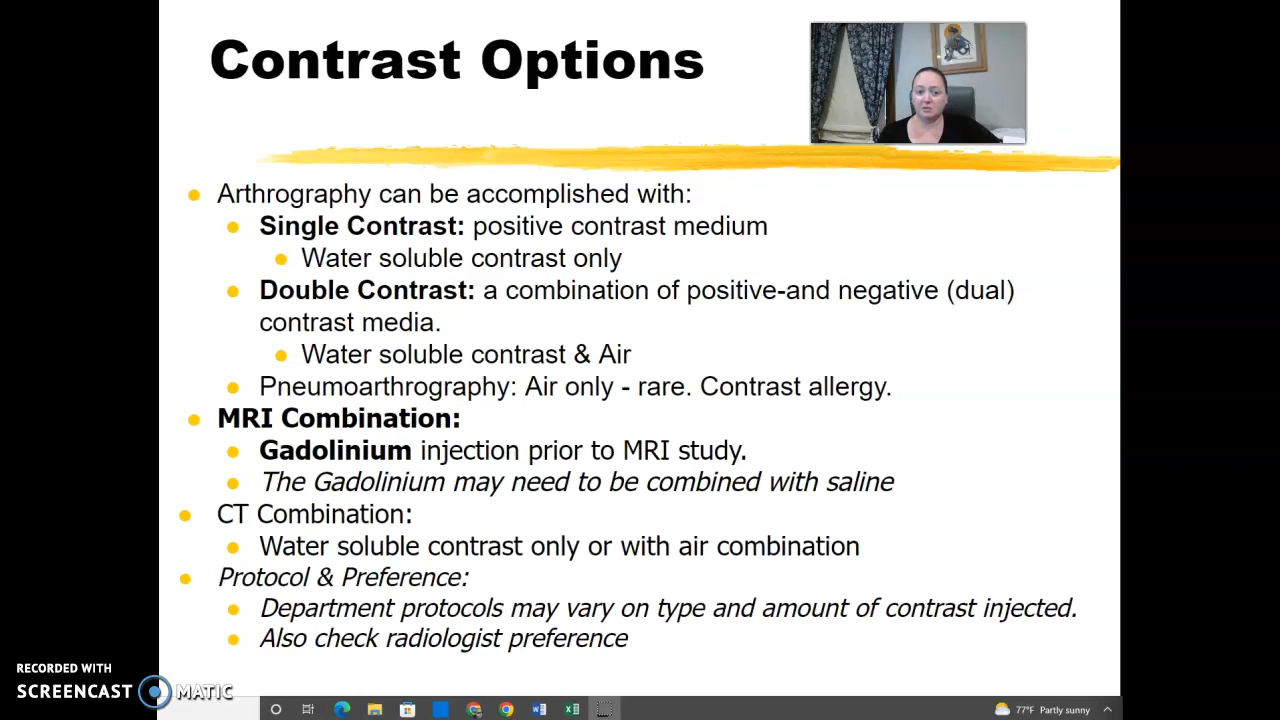 Contrast Options
Arthrography can be accomplished with:
Single Contrast: positive contrast medium
Water soluble contrast only
Double Contrast: a combination of positive-and negative (dual)
contrast media.
Water soluble contrast & Air
Pneumoarthrography: Air only - rare. Contrast allergy.
MRI Combination:
Gadolinium injection prior to MRI study.
The Gadolinium may need to be combined with saline
CT Combination:
Water soluble contrast only or with air combination
Protocol & Preference:
Department protocols may vary on type and amount of contrast injected.
Also check radiologist preference
RECORDED WITH
SCREENCAST MATIC
77°F Partly sunny